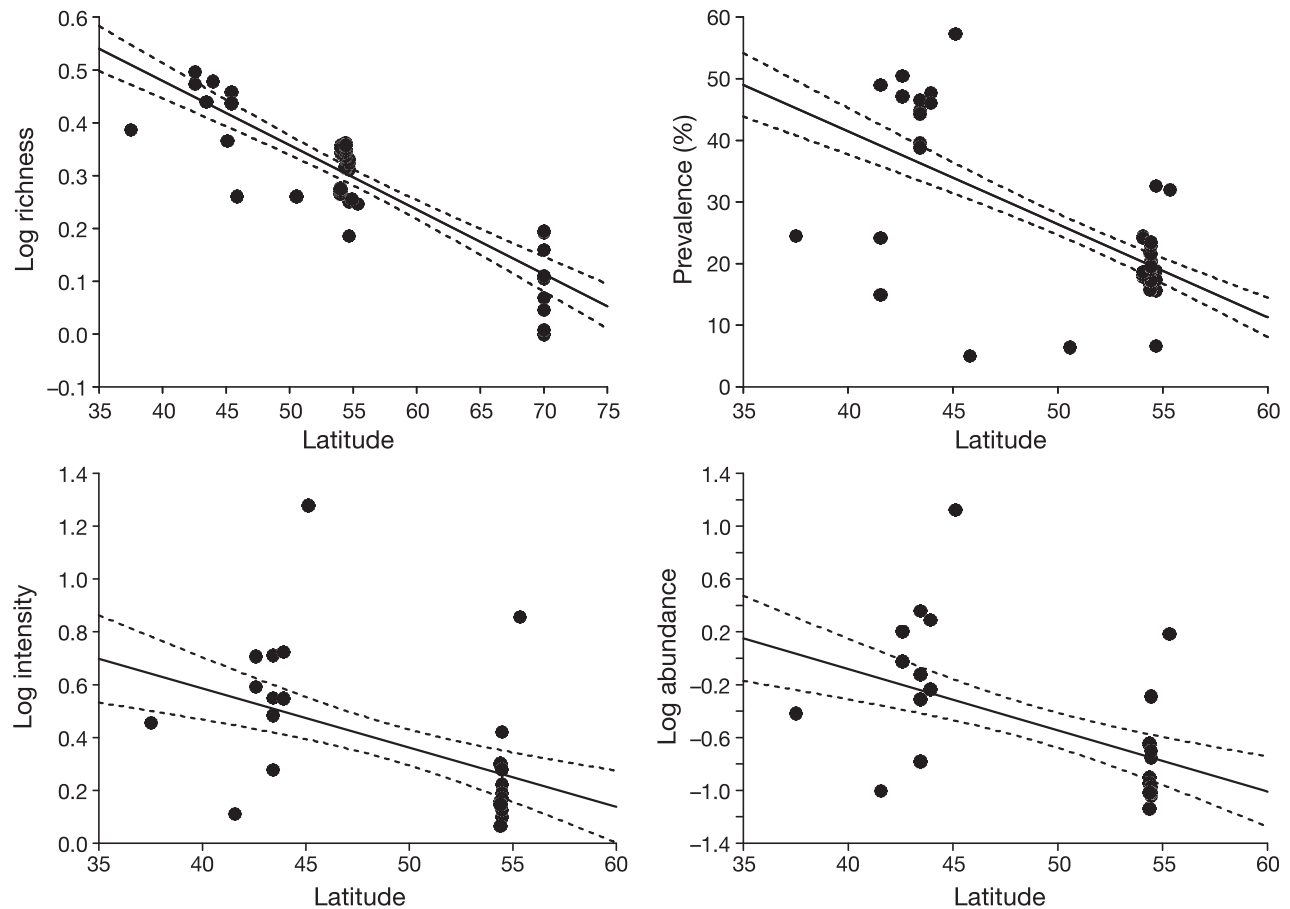 Log richness
0.6
0.5
0.4
0.3
0.2
0.1
0.0
–0.1
35 40 45 50 55 60 65 70 75
Latitude
Prevalence (%)
60
50
40
30
20
10
0
35 40 45 50 55 60
Latitude
Log intensity
1.4
1.2
1.0
0.8
0.6
0.4
0.2
0.0
35 40 45 50 55 60
Latitude
Log abundance
1.4
1.0
0.6
0.2
–0.2
–0.6
–1.0
–1.4
35 40 45 50 55 60
Latitude